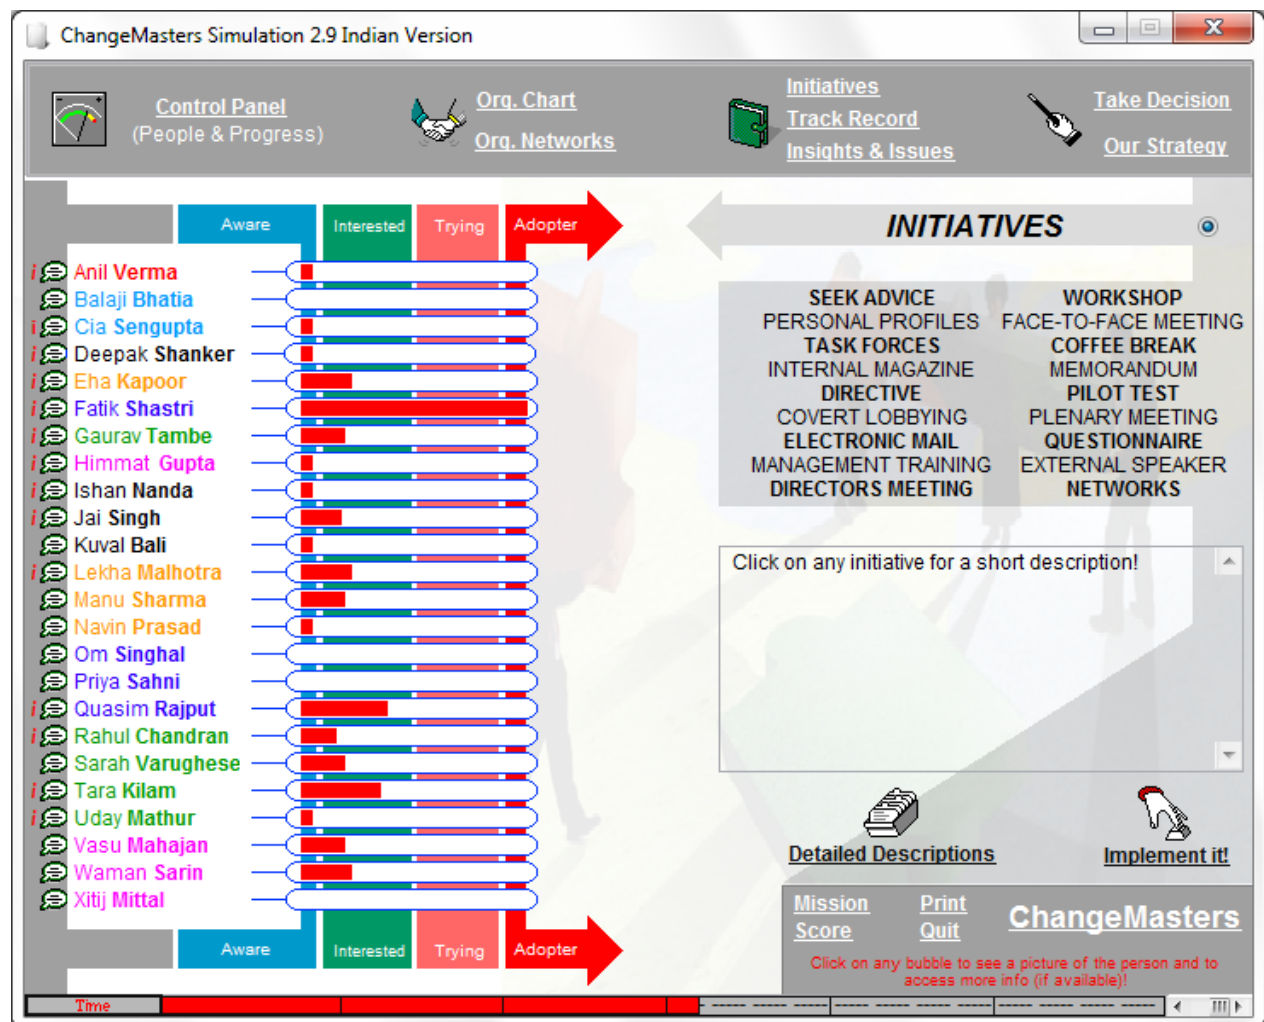 ChangeMasters Simulation 2.9 Indian Version
Control Panel
(People & Progress)
Org. Chart
Org. Networks
Initiatives
Track Record
Insights & Issues
Take Decision
Our Strategy
Aware Interested Trying Adopter
i Anil Verma
Balaji Bhatia
i Cia Sengupta
i Deepak Shanker
i Eha Kapoor
i Fatik Shastri
i Gaurav Tambe
i Himmat Gupta
i Ishan Nanda
i Jai Singh
Kuval Bali
i Lekha Malhotra
Manu Sharma
Navin Prasad
Om Singhal
Priya Sahni
i Quasim Rajput
i Rahul Chandran
Sarah Varughese
i Tara Kilam
i Uday Mathur
Vasu Mahajan
Waman Sarin
Xitij Mittal
Aware Interested Trying Adopter
INITIATIVES
SEEK ADVICE WORKSHOP
PERSONAL PROFILES FACE-TO-FACE MEETING
TASK FORCES COFFEE BREAK
INTERNAL MAGAZINE MEMORANDUM
DIRECTIVE PILOT TEST
COVERT LOBBYING PLENARY MEETING
ELECTRONIC MAIL QUESTIONNAIRE
MANAGEMENT TRAINING EXTERNAL SPEAKER
DIRECTORS MEETING NETWORKS
Click on any initiative for a short description!
Detailed Descriptions Implement it!
Mission Print
Score Quit
ChangeMasters
Click on any bubble to see a picture of the person and to
access more info (if available)!
Time